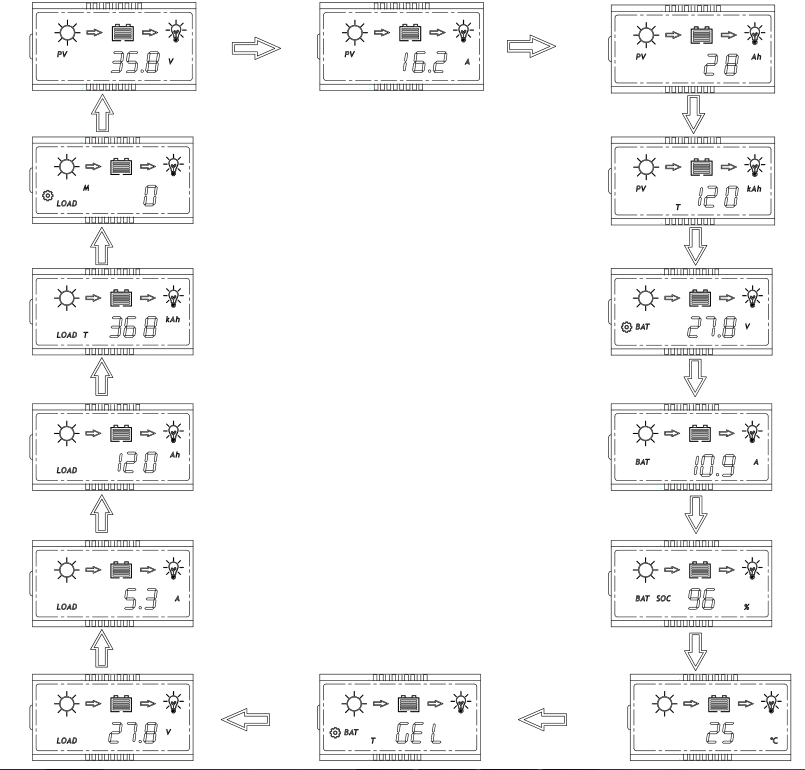 PV 35.8 V
PV 16.2 A
PV 28 Ah
PV T 120 kAh
BAT 27.8 V
BAT 10.9 A
BAT SOC 96 %
25 ℃
BAT T GEL
LOAD 27.8 V
LOAD 5.3 A
LOAD 120 Ah
LOAD T 368 kAh
M
LOAD 0